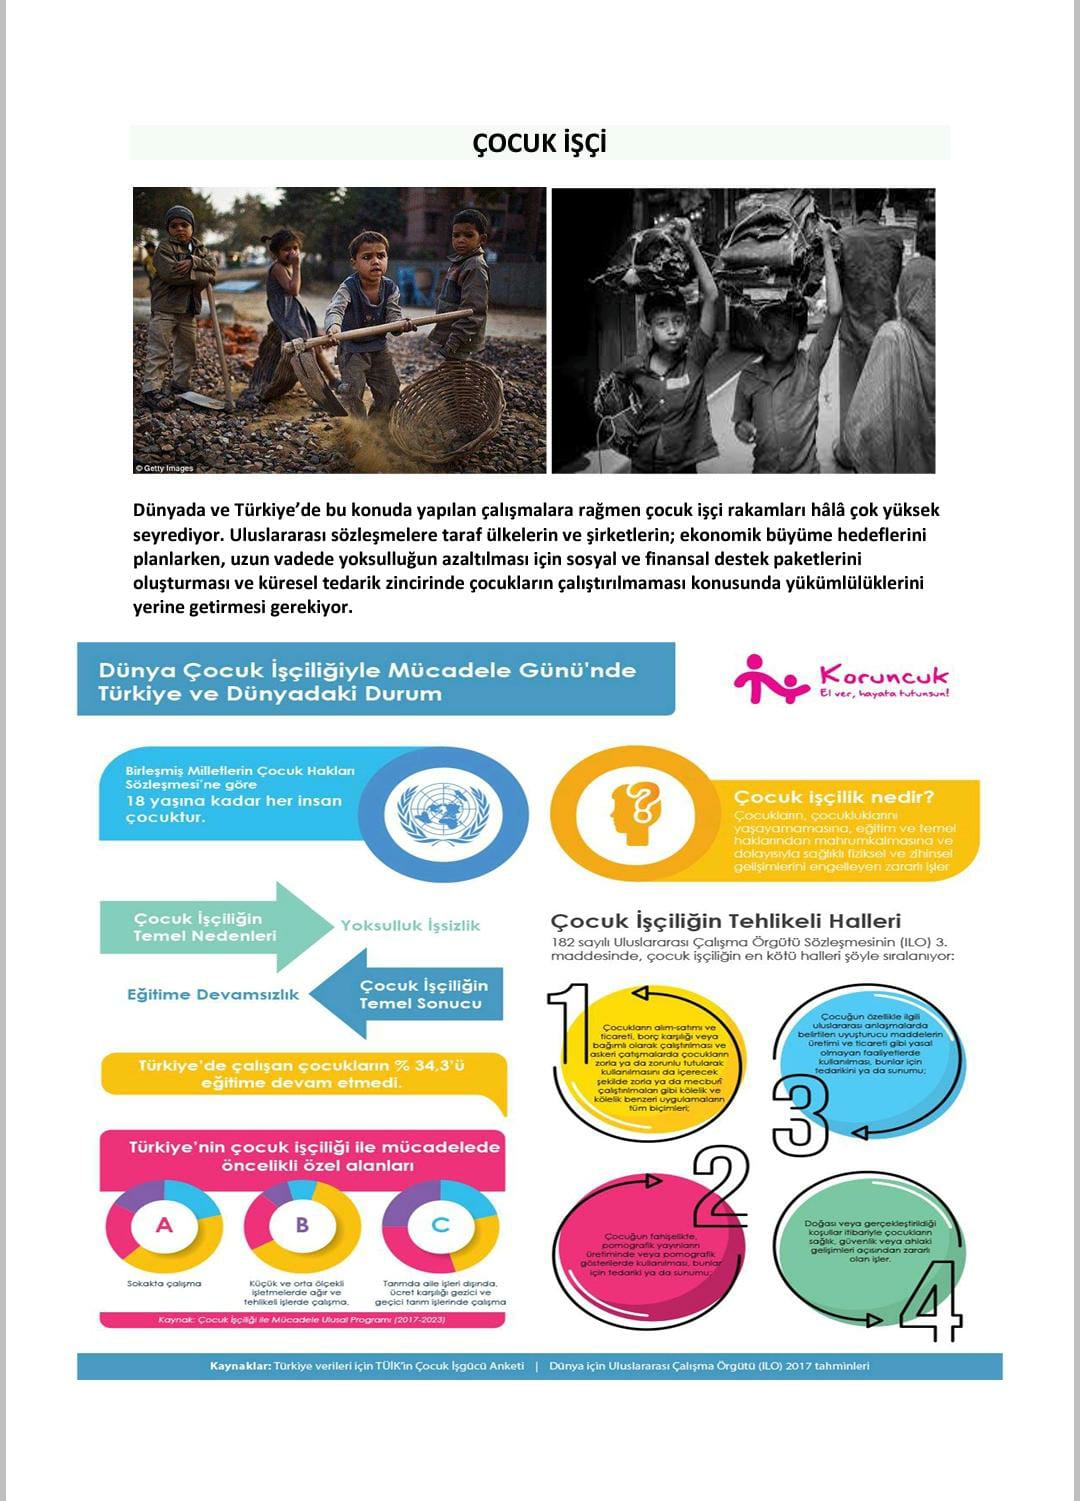 ÇOCUK İŞÇİ
© Getty Images
Dünyada ve Türkiye’de bu konuda yapılan çalışmalara rağmen çocuk işçi rakamları hâlâ çok yüksek
seyrediyor. Uluslararası sözleşmelere taraf ülkelerin ve şirketlerin; ekonomik büyüme hedeflerini
planlarken, uzun vadede yoksulluğun azaltılması için sosyal ve finansal destek paketlerini
oluşturması ve küresel tedarik zincirinde çocukların çalıştırılmaması konusunda yükümlülüklerini
yerine getirmesi gerekiyor.
Dünya Çocuk İşçiliğiyle Mücadele Günü'nde
Türkiye ve Dünyadaki Durum
Koruncuk
El ver, hayata tutunsun!
Birleşmiş Milletlerin Çocuk Hakları
Sözleşmesi'ne göre
18 yaşına kadar her insan
çocuktur.
Çocuk işçilik nedir?
Çocukların, çocukluklarını
yaşayamamasına, eğitim ve temel
haklarından mahrumkalmasına ve
dolayısıyla sağlıklı fiziksel ve zihinsel
gelişimlerini engelleyen zararlı işler
Çocuk İşçiliğin
Temel Nedenleri
Yoksulluk İşsizlik
Eğitime Devamsızlık
Çocuk İşçiliğin
Temel Sonucu
Türkiye'de çalışan çocukların % 34,3'ü
eğitime devam etmedi.
Türkiye'nin çocuk işçiliği ile mücadelede
öncelikli özel alanları
A
B
C
Sokakta çalışma
Küçük ve orta ölçekli
işletmelerde ağır ve
tehlikeli işlerde çalışma.
Tarımda aile işleri dışında,
ücret karşılığı gezici ve
geçici tarım işlerinde çalışma
Kaynak: Çocuk İşçiliği ile Mücadele Ulusal Programı (2017-2023)
Çocuk İşçiliğin Tehlikeli Halleri
182 sayılı Uluslararası Çalışma Örgütü Sözleşmesinin (ILO) 3.
maddesinde, çocuk işçiliğin en kötü halleri şöyle sıralanıyor:
1
Çocukların alım-satımı ve
ticareti, borç karşılığı veya
bağımlı olarak çalıştırılması ve
askeri çatışmalarda çocukların
zorla ya da zorunlu tutularak
kullanılmasını da içerecek
şekilde zorla ya da mecburî
çalıştırılmaları gibi kölelik ve
kölelik benzeri uygulamaların
tüm biçimleri;
2
Çocuğun fahişelikte,
pornografik yayınların
üretiminde veya pornografik
gösterilerde kullanılması, bunlar
için tedariki ya da sunumu;
3
Çocuğun özellikle ilgili
uluslararası anlaşmalarda
belirtilen uyuşturucu maddelerin
üretimi ve ticareti gibi yasal
olmayan faaliyetlerde
kullanılması, bunlar için
tedarikini ya da sunumu;
4
Doğası veya gerçekleştirildiği
koşullar itibariyle çocukların
sağlık, güvenlik veya ahlaki
gelişimleri açısından zararlı
olan işler.
Kaynaklar: Türkiye verileri için TÜİK'in Çocuk İşgücü Anketi | Dünya için Uluslararası Çalışma Örgütü (ILO) 2017 tahminleri